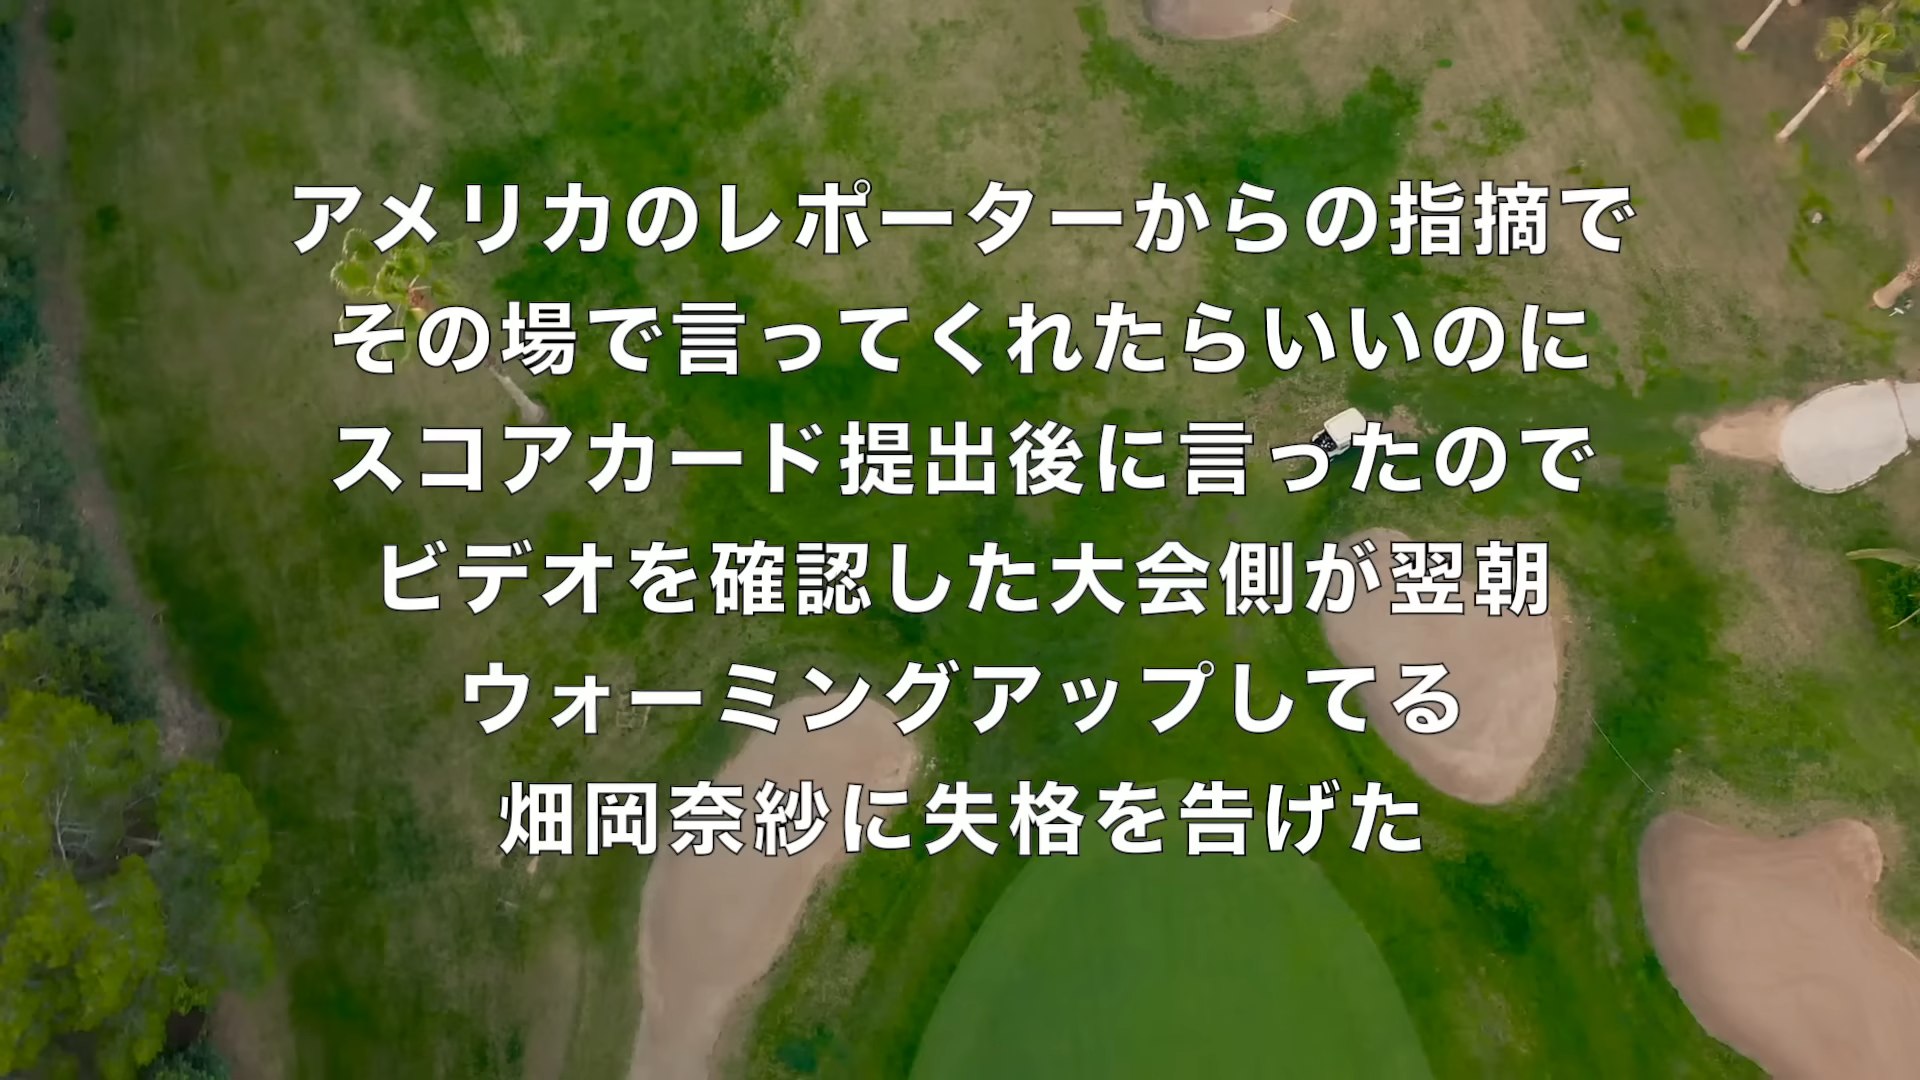 アメリカのレポーターからの指摘で
その場で言ってくれたらいいのに
スコアカード提出後に言ったので
ビデオを確認した大会側が翌朝
ウォーミングアップしてる
畑岡奈紗に失格を告げた